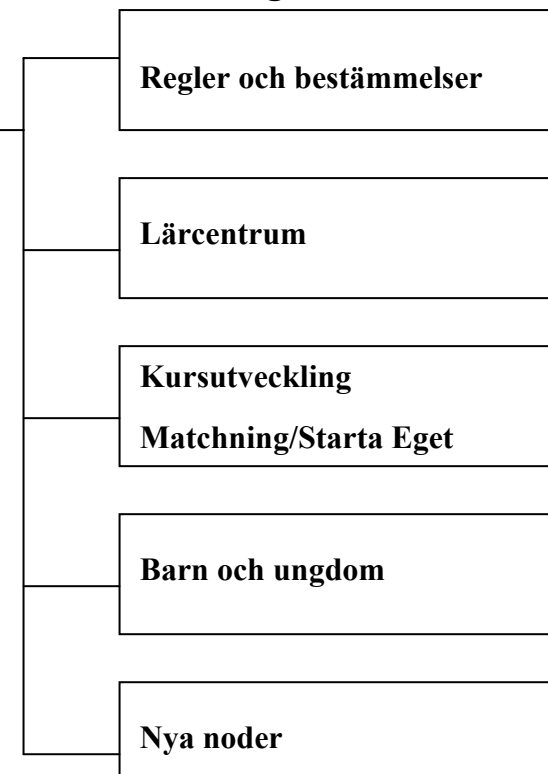 Regler och bestämmelser
Lärcentrum
Kursutveckling
Matchning/Starta Eget
Barn och ungdom
Nya noder